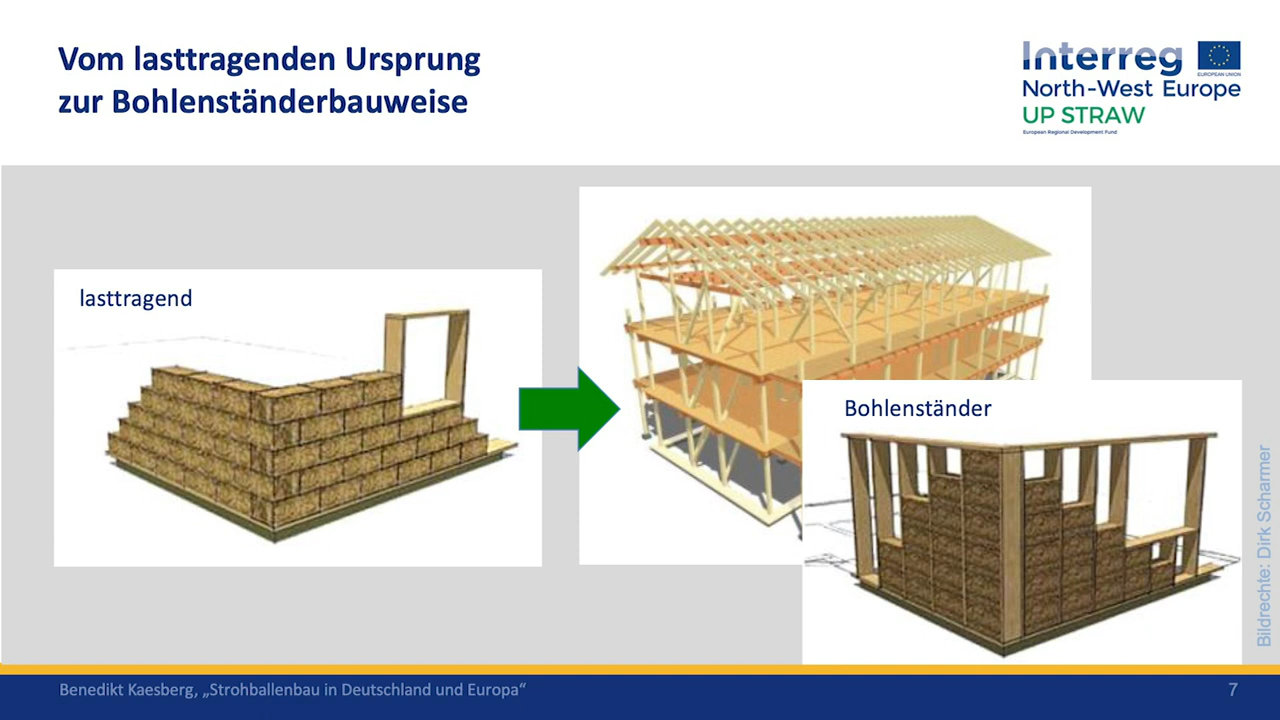 Vom lasttragenden Ursprung
zur Bohlenständerbauweise
Interreg
EUROPEAN UNION
North-West Europe
UP STRAW
European Regional Development Fund
lasttragend
Bohlenständer
Bildrechte: Dirk Scharmer
Benedikt Kaesberg, „Strohballenbau in Deutschland und Europa“
7